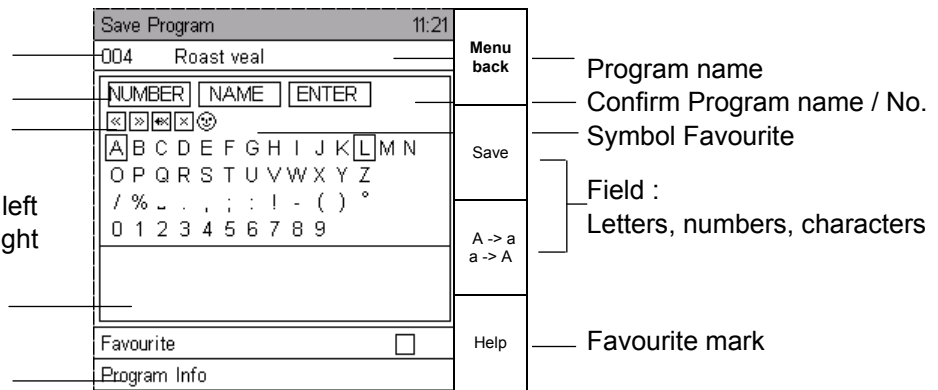 Save Program 11:21
004 Roast veal
NUMBER NAME ENTER
A B C D E F G H I J K L M N
O P Q R S T U V W X Y Z
/ % ⌣ . , ; : ! - ( ) °
0 1 2 3 4 5 6 7 8 9
Favourite
Program Info
Menu
back
Save
A -> a
a -> A
Help
left
ght
Program name
Confirm Program name / No.
Symbol Favourite
Field :
Letters, numbers, characters
Favourite mark